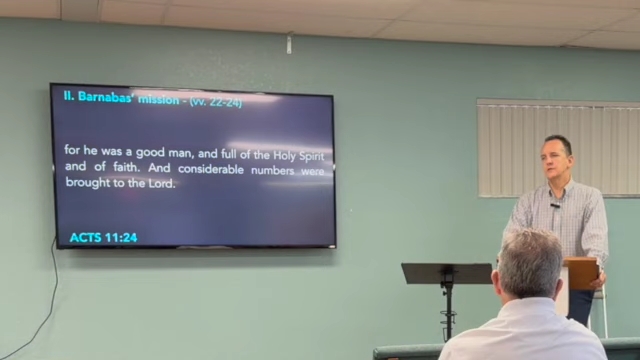 II. Barnabas' mission - (vv. 22-24)
for he was a good man, and full of the Holy Spirit
and of faith. And considerable numbers were
brought to the Lord.
ACTS 11:24